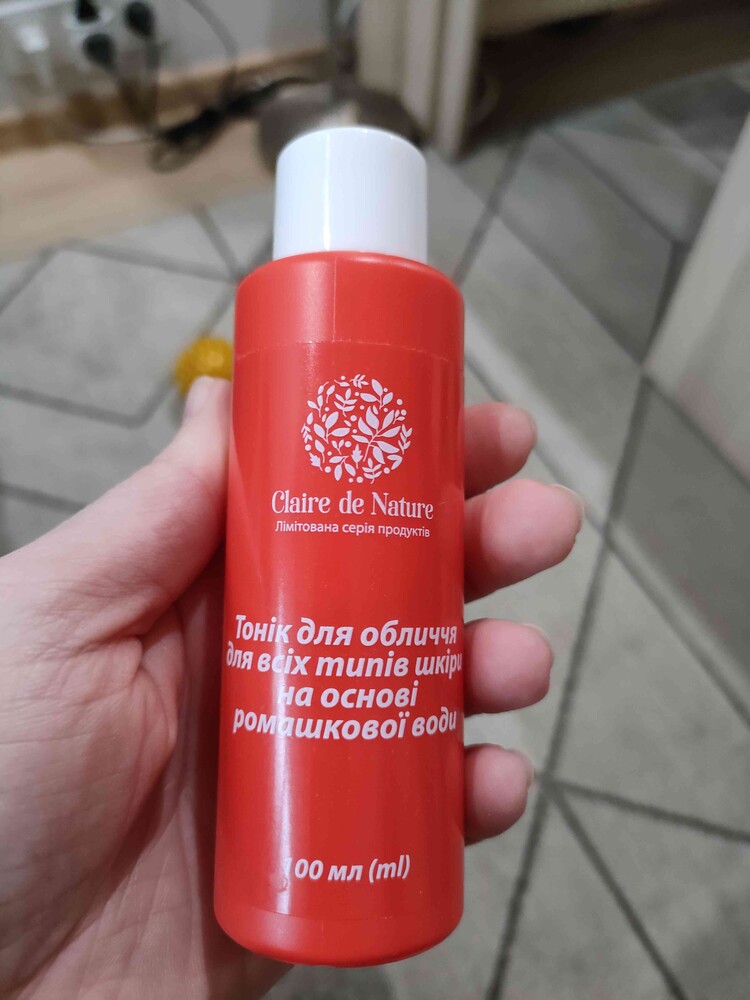 Claire de Nature
Лімітована серія продуктів
Тонік для обличчя
для всіх типів шкіри
на основі
ромашкової води
100 мл (ml)